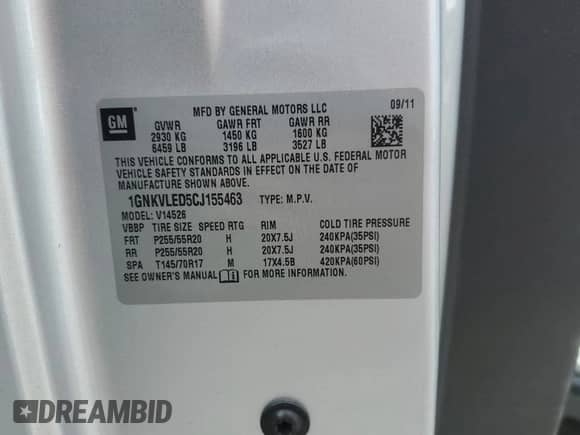 GM
MFD BY GENERAL MOTORS LLC 09/11
GVWR GAWR FRT GAWR RR
2930 KG 1450 KG 1600 KG
6459 LB 3196 LB 3527 LB
THIS VEHICLE CONFORMS TO ALL APPLICABLE U.S. FEDERAL MOTOR
VEHICLE SAFETY STANDARDS IN EFFECT ON THE DATE OF
MANUFACTURE SHOWN ABOVE.
1GNKVLED5CJ155463 TYPE: M.P.V.
MODEL: V14526
VBBP TIRE SIZE SPEED RTG RIM COLD TIRE PRESSURE
FRT P255/55R20 H 20X7.5J 240KPA(35PSI)
RR P255/55R20 H 20X7.5J 240KPA(35PSI)
SPA T145/70R17 M 17X4.5B 420KPA(60PSI)
SEE OWNER'S MANUAL FOR MORE INFORMATION.
DREAMBID